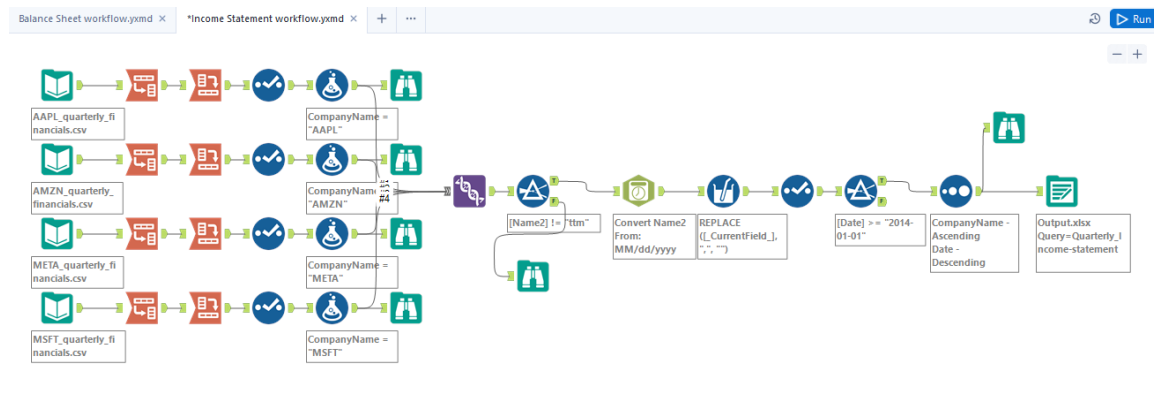 Balance Sheet workflow.yxmd ×
*Income Statement workflow.yxmd ×
+
···
Run
− +
AAPL_quarterly_fi
nancials.csv
CompanyName =
"AAPL"
AMZN_quarterly_
financials.csv
CompanyName
"AMZN"
#4
[Name2] != "ttm"
T
F
Convert Name2
From:
MM/dd/yyyy
REPLACE
([_CurrentField_],
",", "")
[Date] >= "2014-
01-01"
T
F
CompanyName -
Ascending
Date -
Descending
Output.xlsx
Query=Quarterly_I
ncome-statement
META_quarterly_fi
nancials.csv
CompanyName =
"META"
MSFT_quarterly_fi
nancials.csv
CompanyName =
"MSFT"